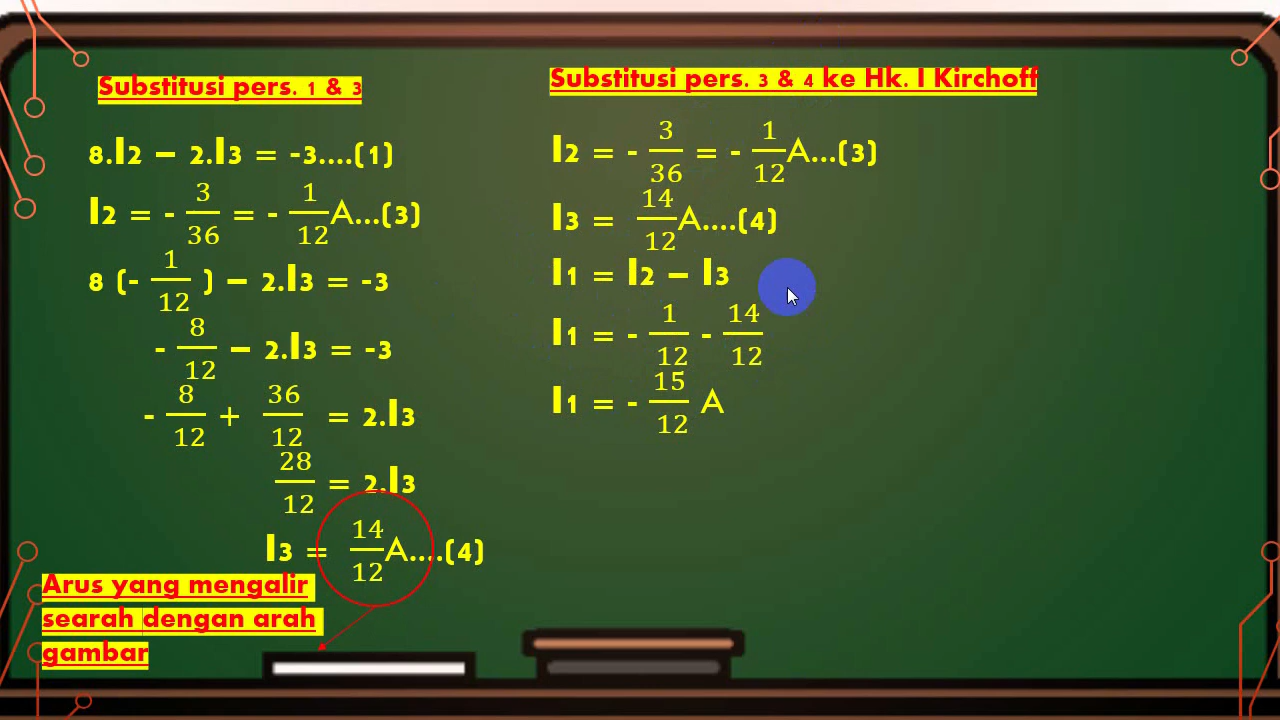 Substitusi pers. 1 & 3
8.I2 – 2.I3 = -3....(1)
I2 = - 3/36 = - 1/12 A...(3)
8 (- 1/12 ) – 2.I3 = -3
- 8/12 – 2.I3 = -3
- 8/12 + 36/12 = 2.I3
28/12 = 2.I3
I3 = 14/12 A....(4)
Arus yang mengalir
searah dengan arah
gambar
Substitusi pers. 3 & 4 ke Hk. I Kirchoff
I2 = - 3/36 = - 1/12 A...(3)
I3 = 14/12 A....(4)
I1 = I2 – I3
I1 = - 1/12 - 14/12
I1 = - 15/12 A